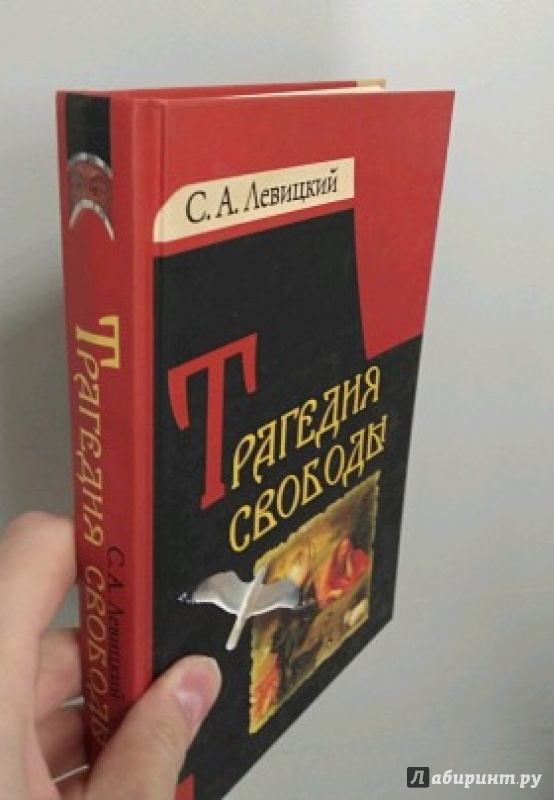 С. А. Левицкий
Трагедия
свободы
Трагедия свободы
С. А. Левицкий
Лабиринт.ру